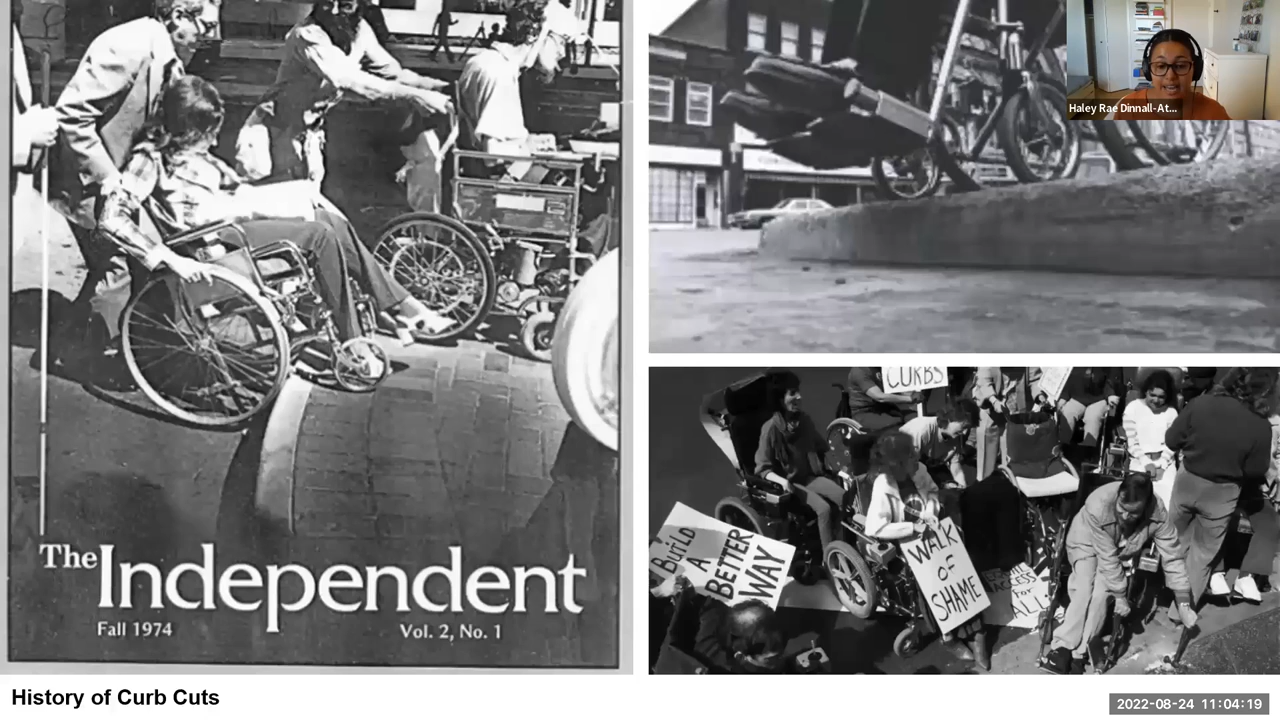 The Independent
Fall 1974
Vol. 2, No. 1
Haley Rae Dinnall-At...
CURBS
BUILD
A
BETTER
WAY
WALK
OF
SHAME
ACCESS
for
ALL
History of Curb Cuts
2022-08-24 11:04:19